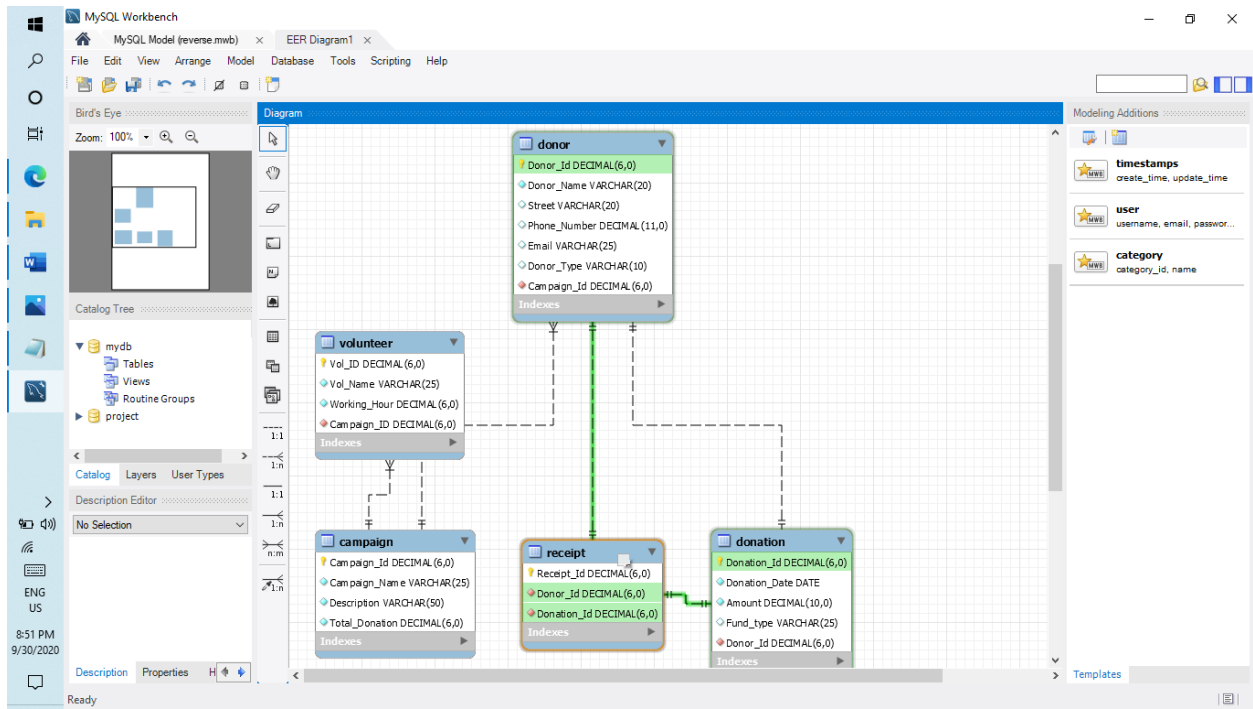 MySQL Workbench
MySQL Model (reverse.mwb) ×
EER Diagram1 ×
File Edit View Arrange Model Database Tools Scripting Help
Bird's Eye
Zoom: 100%
Catalog Tree
mydb
Tables
Views
Routine Groups
project
Catalog Layers User Types
Description Editor
No Selection
Description Properties H
Ready
Diagram
1:1
1:n
1:1
1:n
n:m
1:n
donor
Donor_Id DECIMAL(6,0)
Donor_Name VARCHAR(20)
Street VARCHAR(20)
Phone_Number DECIMAL(11,0)
Email VARCHAR(25)
Donor_Type VARCHAR(10)
Campaign_Id DECIMAL(6,0)
Indexes
volunteer
Vol_ID DECIMAL(6,0)
Vol_Name VARCHAR(25)
Working_Hour DECIMAL(6,0)
Campaign_ID DECIMAL(6,0)
Indexes
campaign
Campaign_Id DECIMAL(6,0)
Campaign_Name VARCHAR(25)
Description VARCHAR(50)
Total_Donation DECIMAL(6,0)
Indexes
receipt
Receipt_Id DECIMAL(6,0)
Donor_Id DECIMAL(6,0)
Donation_Id DECIMAL(6,0)
Indexes
donation
Donation_Id DECIMAL(6,0)
Donation_Date DATE
Amount DECIMAL(10,0)
Fund_type VARCHAR(25)
Donor_Id DECIMAL(6,0)
Indexes
Modeling Additions
timestamps
create_time, update_time
user
username, email, passwor...
category
category_id, name
Templates
ENG
US
8:51 PM
9/30/2020